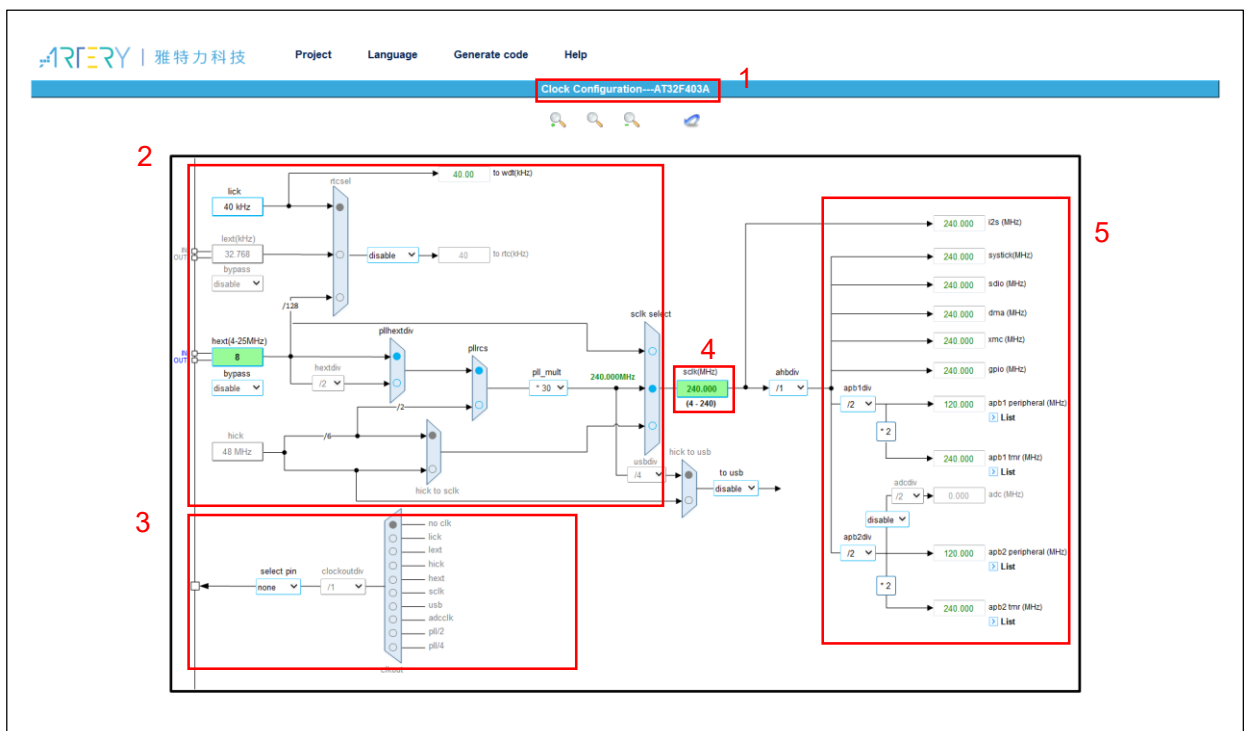 ARTERY | 雅特力科技 Project Language Generate code Help
1
Clock Configuration---AT32F403A
2
40.00 to wdt(kHz)
rtcsel
lick
40 kHz
lext(kHz)
IN
OUT
32.768
bypass
disable
disable
40 to rtc(kHz)
/128
hext(4-25MHz)
IN
OUT
8
bypass
disable
pllhextdiv
hextdiv
/2
pllrcs
/2
pll_mult
* 30
240.000MHz
sclk select
hick
48 MHz
/6
hick to sclk
usbdiv
/4
hick to usb
to usb
disable
4
sclk(MHz)
240.000
(4 - 240)
ahbdiv
/1
5
240.000 i2s (MHz)
240.000 systick(MHz)
240.000 sdio (MHz)
240.000 dma (MHz)
240.000 xmc (MHz)
240.000 gpio (MHz)
apb1div
/2
120.000 apb1 peripheral (MHz)
List
* 2
240.000 apb1 tmr (MHz)
List
adcdiv
/2
0.000 adc (MHz)
disable
apb2div
/2
120.000 apb2 peripheral (MHz)
List
* 2
240.000 apb2 tmr (MHz)
List
3
no clk
lick
lext
hick
hext
sclk
usb
adcclk
pll/2
pll/4
select pin
none
clockoutdiv
/1
clkout